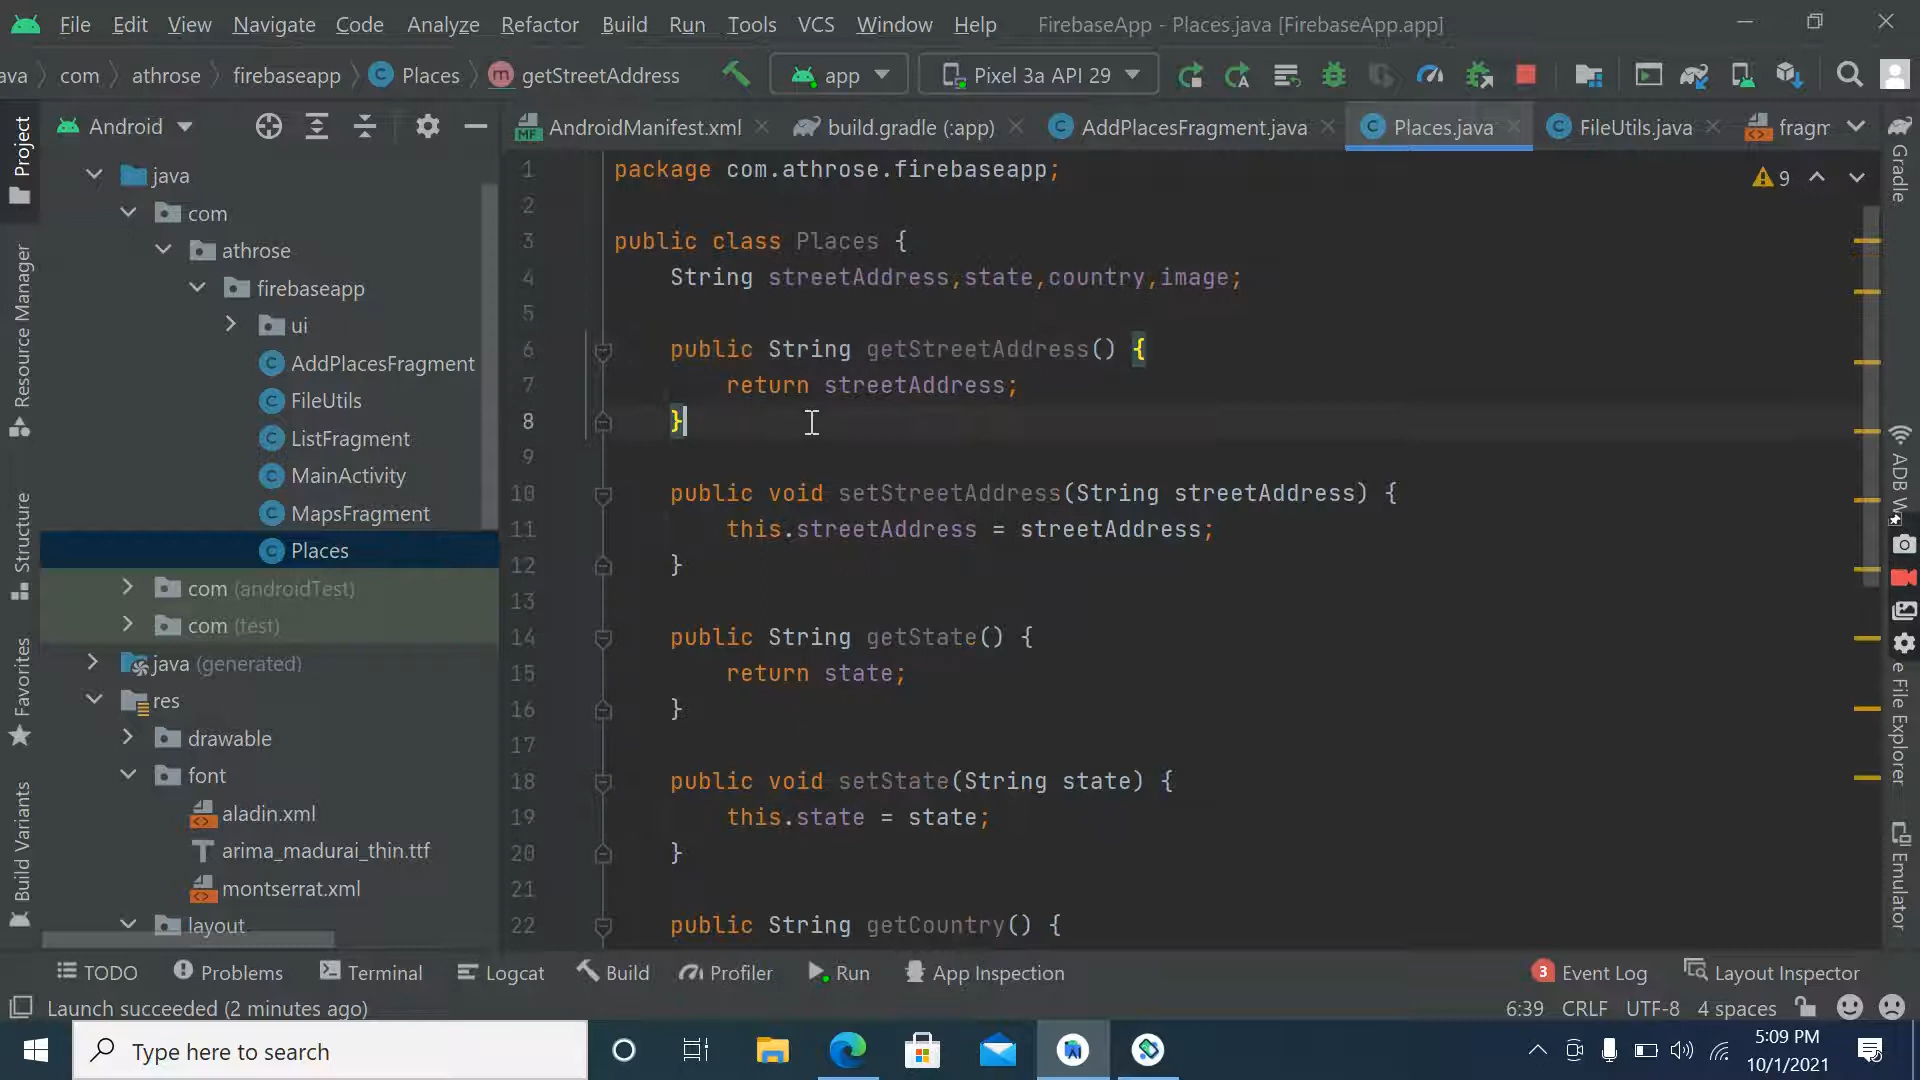 File Edit View Navigate Code Analyze Refactor Build Run Tools VCS Window Help FirebaseApp - Places.java [FirebaseApp.app]
ava com athrose firebaseapp Places getStreetAddress app Pixel 3a API 29
Android
AndroidManifest.xml build.gradle (:app) AddPlacesFragment.java Places.java FileUtils.java fragm
Project
Resource Manager
Structure
Favorites
Build Variants
java
com
athrose
firebaseapp
ui
AddPlacesFragment
FileUtils
ListFragment
MainActivity
MapsFragment
Places
com (androidTest)
com (test)
java (generated)
res
drawable
font
aladin.xml
arima_madurai_thin.ttf
montserrat.xml
layout
9
1 package com.athrose.firebaseapp;
2
3 public class Places {
4 String streetAddress,state,country,image;
5
6 public String getStreetAddress() {
7 return streetAddress;
8 }
9
10 public void setStreetAddress(String streetAddress) {
11 this.streetAddress = streetAddress;
12 }
13
14 public String getState() {
15 return state;
16 }
17
18 public void setState(String state) {
19 this.state = state;
20 }
21
22 public String getCountry() {
Gradle
ADB W
e File Explorer
Emulator
TODO Problems Terminal Logcat Build Profiler Run App Inspection 3 Event Log Layout Inspector
Launch succeeded (2 minutes ago) 6:39 CRLF UTF-8 4 spaces
Type here to search
5:09 PM
10/1/2021